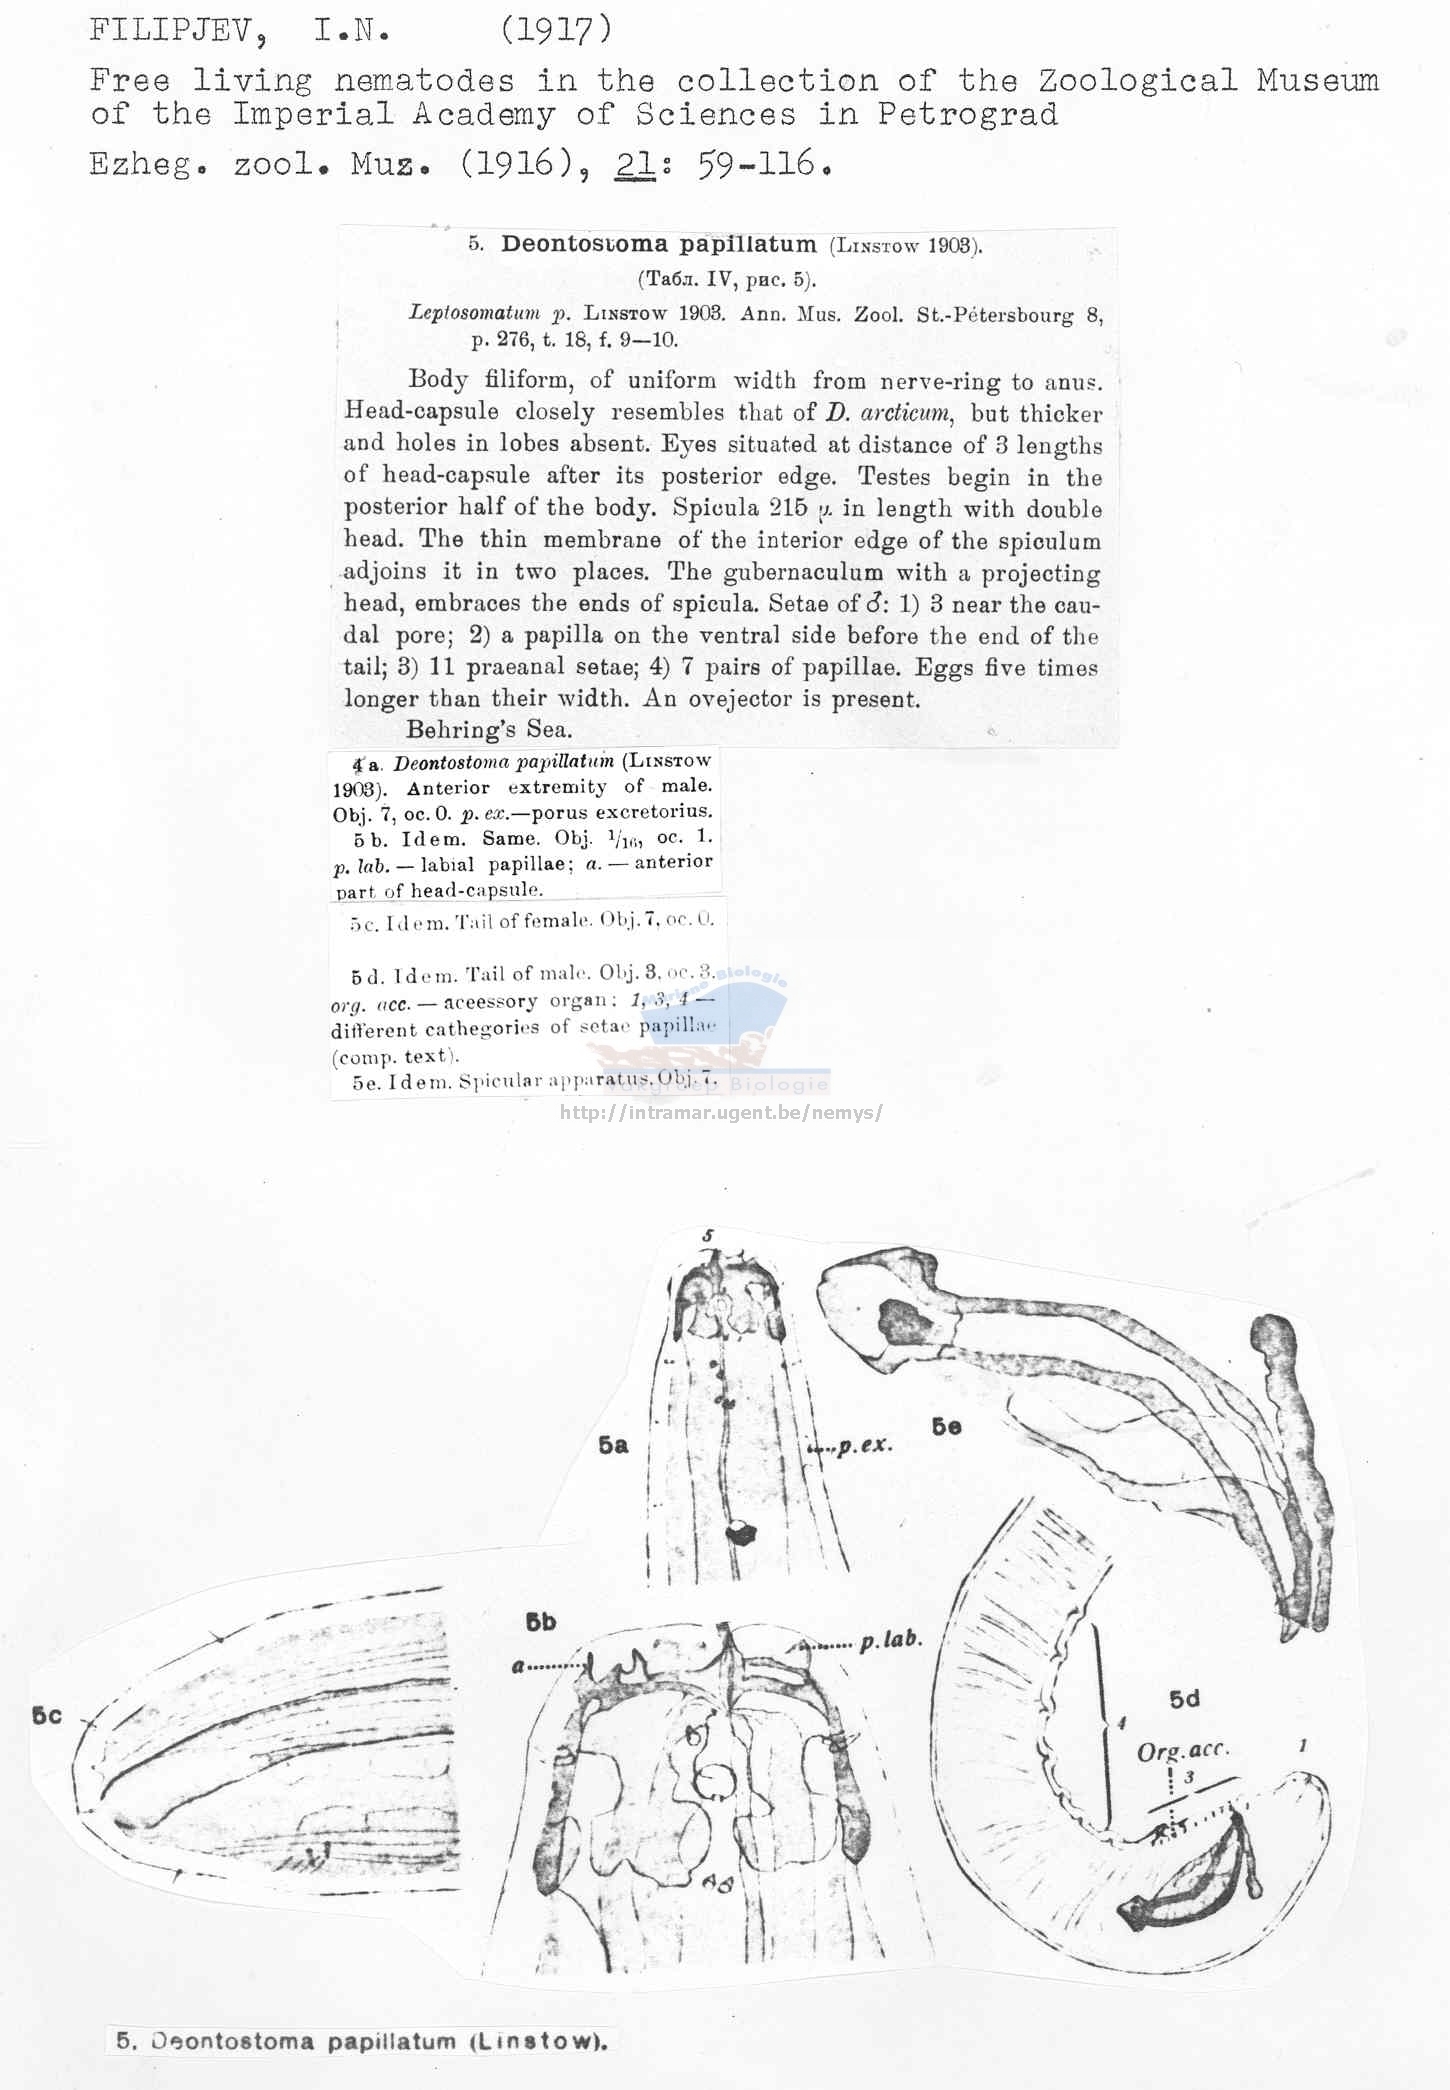 FILIPJEV, I.N. (1917)
Free living nematodes in the collection of the Zoological Museum
of the Imperial Academy of Sciences in Petrograd
Ezheg. zool. Muz. (1916), 21: 59-116.
5. Deontostoma papillatum (LINSTOW 1903).
(Табл. IV, рис. 5).
Leptosomatum p. LINSTOW 1903. Ann. Mus. Zool. St.-Pétersbourg 8,
p. 276, t. 18, f. 9—10.
Body filiform, of uniform width from nerve-ring to anus.
Head-capsule closely resembles that of D. arcticum, but thicker
and holes in lobes absent. Eyes situated at distance of 3 lengths
of head-capsule after its posterior edge. Testes begin in the
posterior half of the body. Spicula 215 µ. in length with double
head. The thin membrane of the interior edge of the spiculum
adjoins it in two places. The gubernaculum with a projecting
head, embraces the ends of spicula. Setae of ♂: 1) 3 near the cau-
dal pore; 2) a papilla on the ventral side before the end of the
tail; 3) 11 praeanal setae; 4) 7 pairs of papillae. Eggs five times
longer than their width. An ovejector is present.
Behring's Sea.
4 a. Deontostoma papillatum (LINSTOW
1903). Anterior extremity of male.
Obj. 7, oc. 0. p. ex.—porus excretorius.
5 b. Idem. Same. Obj. 1/16, oc. 1.
p. lab. — labial papillae; a. — anterior
part of head-capsule.
5c. Idem. Tail of female. Obj. 7, oc. 0.
5 d. Idem. Tail of male. Obj. 3, oc. 3.
org. acc. — aceessory organ; 1, 3, 4 —
different cathegories of setae papillae
(comp. text).
5e. Idem. Spicular apparatus. Obj. 7.
Mariene Biologie
Vakgroep Biologie
http://intramar.ugent.be/nemys/
5
5a
p.ex.
5e
5b
a
p.lab.
5c
5d
4
Org.acc.
3
1
5. Deontostoma papillatum (Linstow).